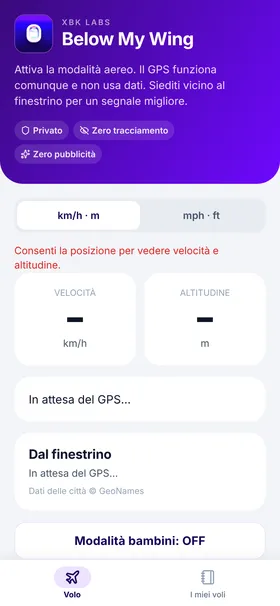 XBK LABS
Below My Wing
Attiva la modalità aereo. Il GPS funziona
comunque e non usa dati. Siediti vicino al
finestrino per un segnale migliore.
Privato
Zero tracciamento
Zero pubblicità
km/h · m
mph · ft
Consenti la posizione per vedere velocità e
altitudine.
VELOCITÀ
ALTITUDINE
–
–
km/h
m
In attesa del GPS…
Dal finestrino
In attesa del GPS…
Dati delle città © GeoNames
Modalità bambini: OFF
Volo
I miei voli